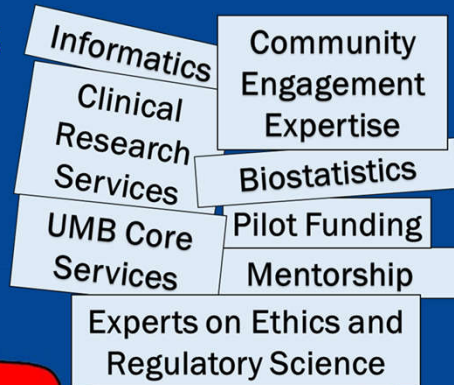 Informatics
Community
Engagement
Expertise
Clinical
Research
Services
Biostatistics
UMB Core
Services
Pilot Funding
Mentorship
Experts on Ethics and
Regulatory Science